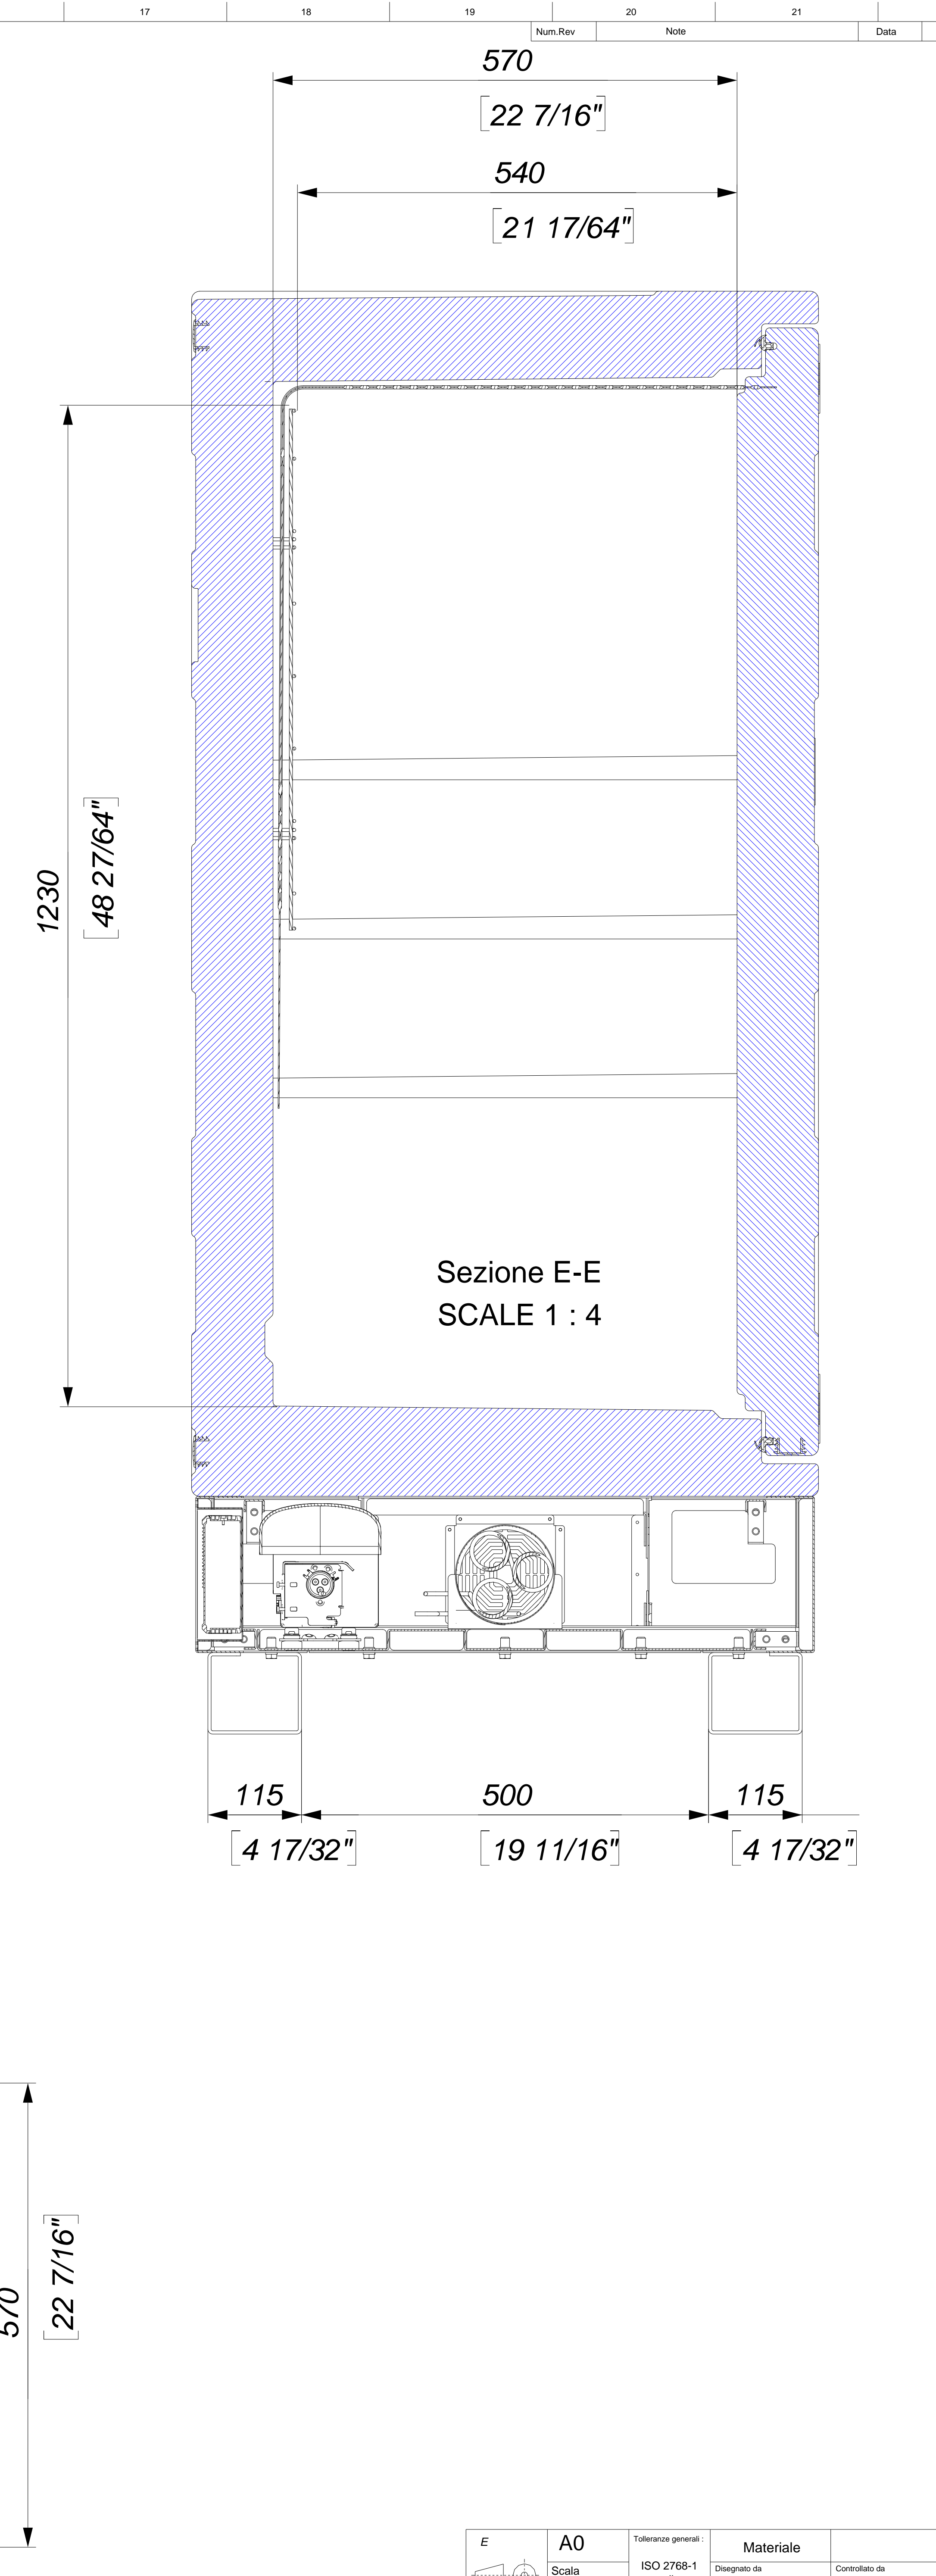 17 18 19 20 21
Num.Rev Note Data
570
[22 7/16"]
540
[21 17/64"]
1230
[48 27/64"]
Sezione E-E
SCALE 1 : 4
115 500 115
[4 17/32"] [19 11/16"] [4 17/32"]
570
[22 7/16"]
E A0 Tolleranze generali : Materiale
Scala ISO 2768-1 Disegnato da Controllato da